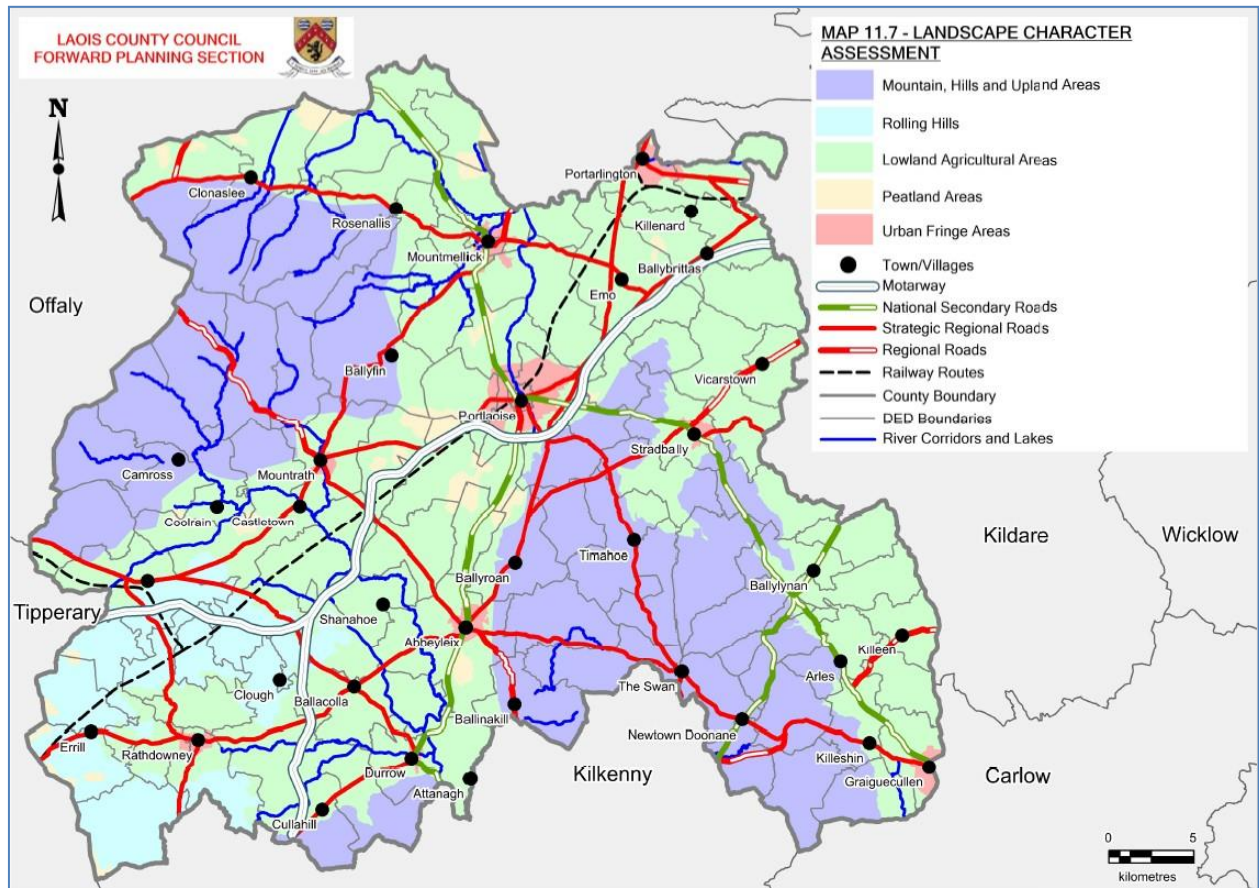 LAOIS COUNTY COUNCIL
FORWARD PLANNING SECTION
N
MAP 11.7 - LANDSCAPE CHARACTER
ASSESSMENT
Mountain, Hills and Upland Areas
Rolling Hills
Lowland Agricultural Areas
Peatland Areas
Urban Fringe Areas
Town/Villages
Motarway
National Secondary Roads
Strategic Regional Roads
Regional Roads
Railway Routes
County Boundary
DED Boundaries
River Corridors and Lakes
Portarlington
Clonaslee
Rosenallis
Killenard
Mountmellick
Ballybrittas
Emo
Offaly
Ballyfin
Vicarstown
Portlaoise
Stradbally
Camross
Mountrath
Coolrain
Castletown
Kildare
Wicklow
Timahoe
Ballyroan
Ballylynan
Tipperary
Shanahoe
Abbeyleix
Killeen
Arles
The Swan
Clough
Ballacolla
Ballinakill
Newtown Doonane
Errill
Rathdowney
Killeshin
Durrow
Kilkenny
Graiguecullen
Carlow
Attanagh
Cullahill
0
5
kilometres